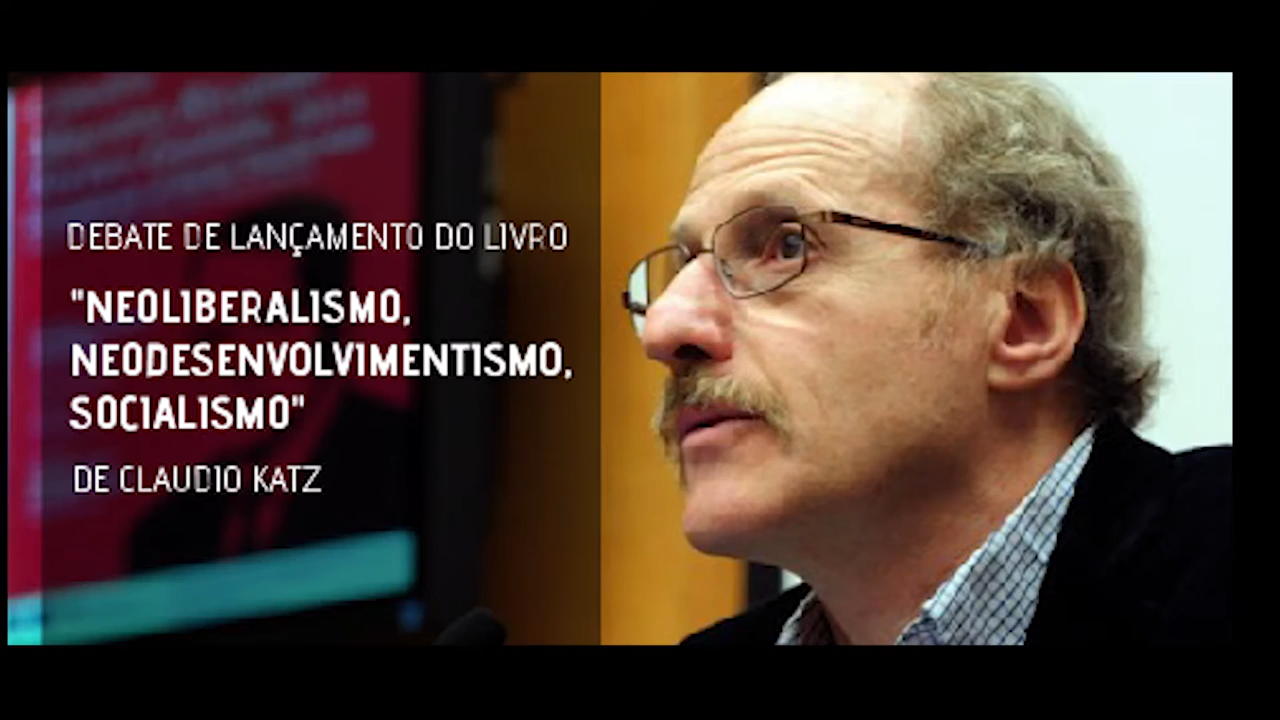 DEBATE DE LANÇAMENTO DO LIVRO
"NEOLIBERALISMO,
NEODESENVOLVIMENTISMO,
SOCIALISMO"
DE CLAUDIO KATZ